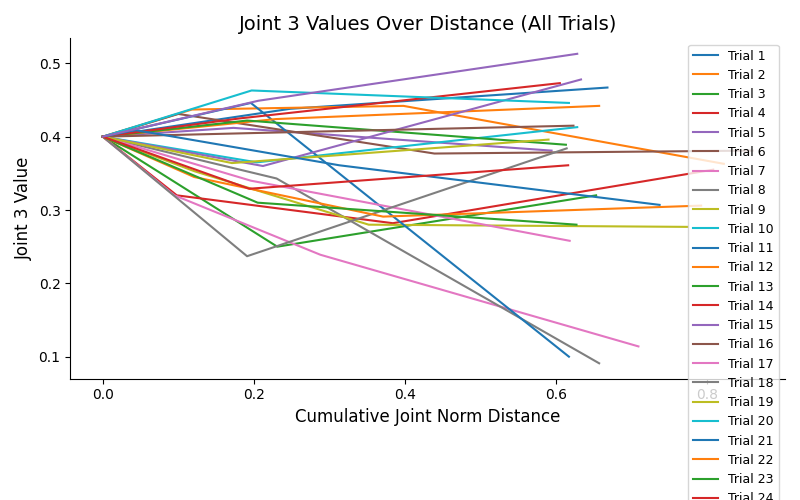 Joint 3 Values Over Distance (All Trials)
Joint 3 Value
0.5
0.4
0.3
0.2
0.1
0.0
0.2
0.4
0.6
0.8
Cumulative Joint Norm Distance
Trial 1
Trial 2
Trial 3
Trial 4
Trial 5
Trial 6
Trial 7
Trial 8
Trial 9
Trial 10
Trial 11
Trial 12
Trial 13
Trial 14
Trial 15
Trial 16
Trial 17
Trial 18
Trial 19
Trial 20
Trial 21
Trial 22
Trial 23
Trial 24